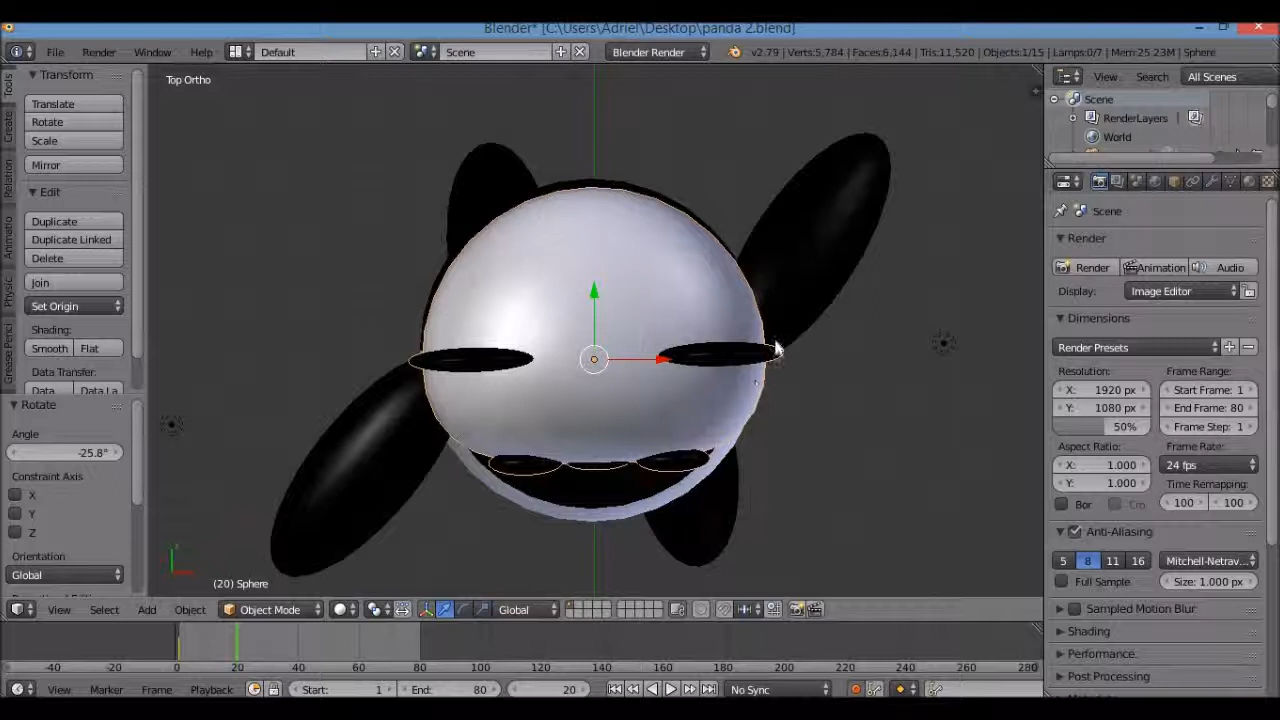 Blender* [C:\Users\Adriel\Desktop\panda 2.blend]
File Render Window Help Default Scene Blender Render v2.79 | Verts:5,784 | Faces:6,144 | Tris:11,520 | Objects:1/15 | Lamps:0/7 | Mem:25.23M | Sphere
Tools
Create
Relation
Animatio
Physic
Grease Penci
Transform
Translate
Rotate
Scale
Mirror
Edit
Duplicate
Duplicate Linked
Delete
Join
Set Origin
Shading:
Smooth Flat
Data Transfer:
Data Data La
Rotate
Angle
-25.8°
Constraint Axis
X
Y
Z
Orientation
Global
Top Ortho
(20) Sphere
View Select Add Object Object Mode Global
-40 -20 0 20 40 60 80 100 120 140 160 180 200 220 240 260 280
View Marker Frame Playback Start: 1 End: 80 20 No Sync
View Search All Scenes
Scene
RenderLayers
World
Scene
Render
Render Animation Audio
Display: Image Editor
Dimensions
Render Presets
Resolution: Frame Range:
X: 1920 px Start Frame: 1
Y: 1080 px End Frame: 80
50% Frame Step: 1
Aspect Ratio: Frame Rate:
X: 1.000 24 fps
Y: 1.000 Time Remapping:
Bor Cro 100 100
Anti-Aliasing
5 8 11 16 Mitchell-Netrav...
Full Sample Size: 1.000 px
Sampled Motion Blur
Shading
Performance
Post Processing